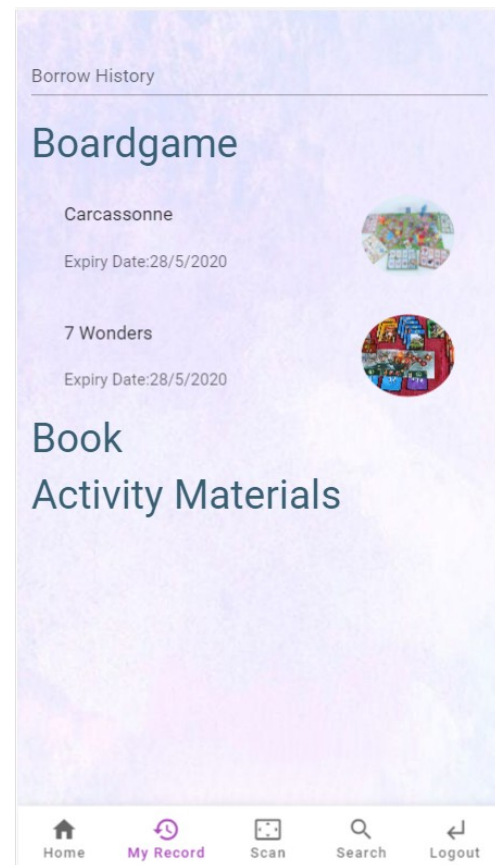 Borrow History
Boardgame
Carcassonne
Expiry Date:28/5/2020
7 Wonders
Expiry Date:28/5/2020
Book
Activity Materials
Home
My Record
Scan
Search
Logout